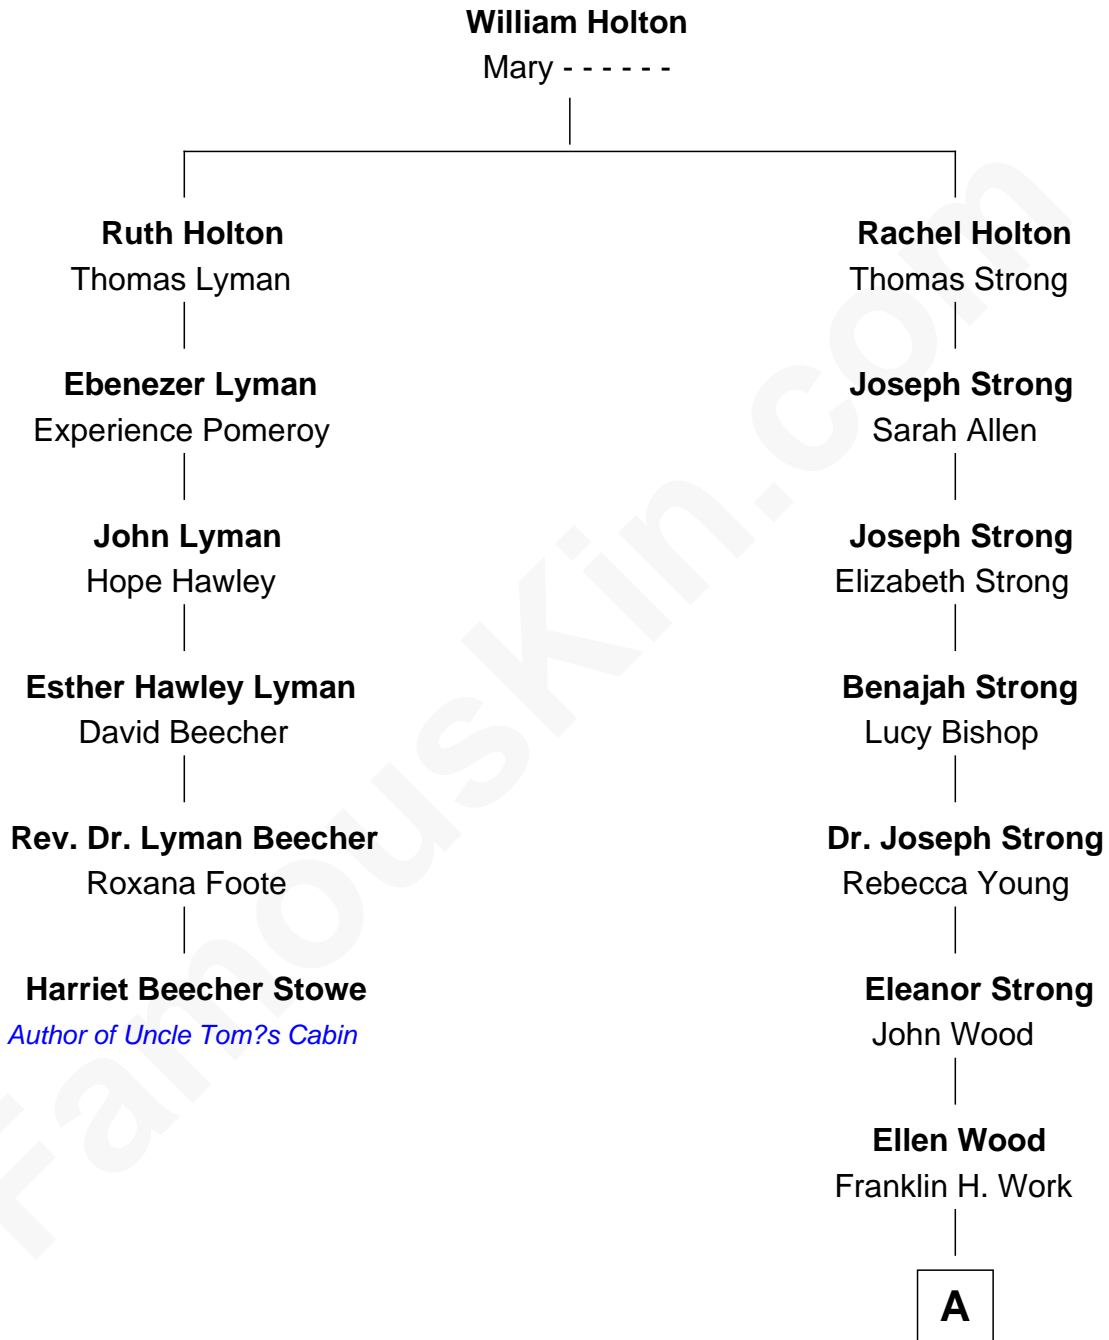 William Holton
Mary - - - - - -
Ruth Holton
Thomas Lyman
Rachel Holton
Thomas Strong
Ebenezer Lyman
Experience Pomeroy
Joseph Strong
Sarah Allen
John Lyman
Hope Hawley
Joseph Strong
Elizabeth Strong
Esther Hawley Lyman
David Beecher
Benajah Strong
Lucy Bishop
Rev. Dr. Lyman Beecher
Roxana Foote
Dr. Joseph Strong
Rebecca Young
Harriet Beecher Stowe
Author of Uncle Tom?s Cabin
Eleanor Strong
John Wood
Ellen Wood
Franklin H. Work
A
FamousKin.com